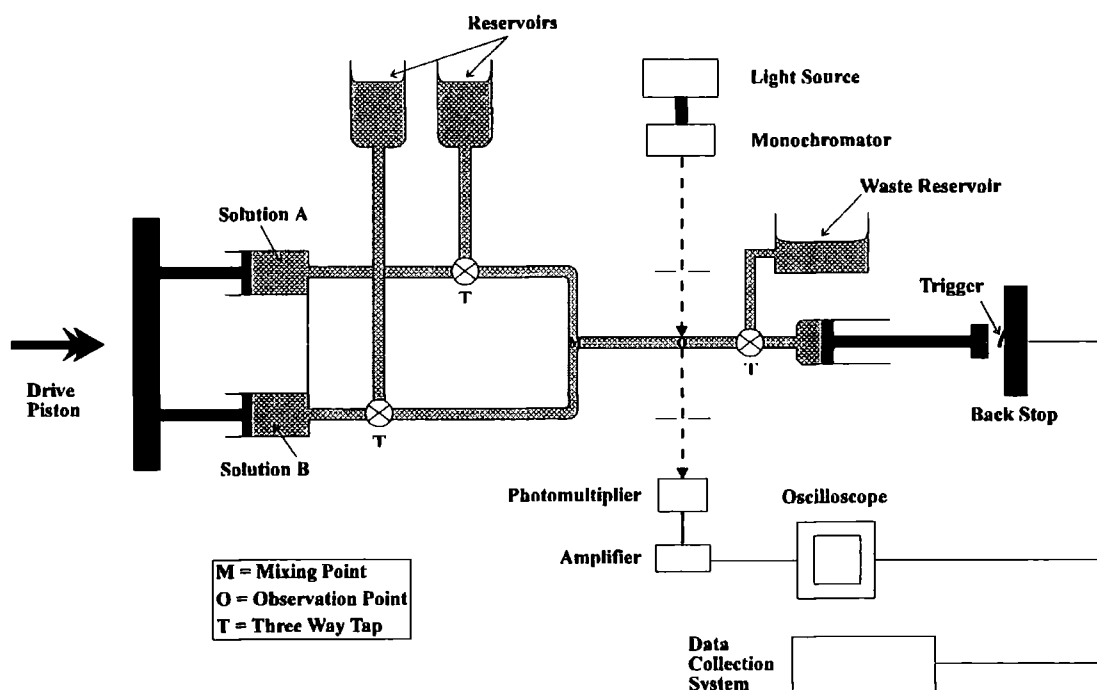 Reservoirs
Light Source
Monochromator
Waste Reservoir
Solution A
T
Trigger
Drive
Piston
T
T
Back Stop
Solution B
Photomultiplier
Oscilloscope
Amplifier
M = Mixing Point
O = Observation Point
T = Three Way Tap
Data
Collection
System